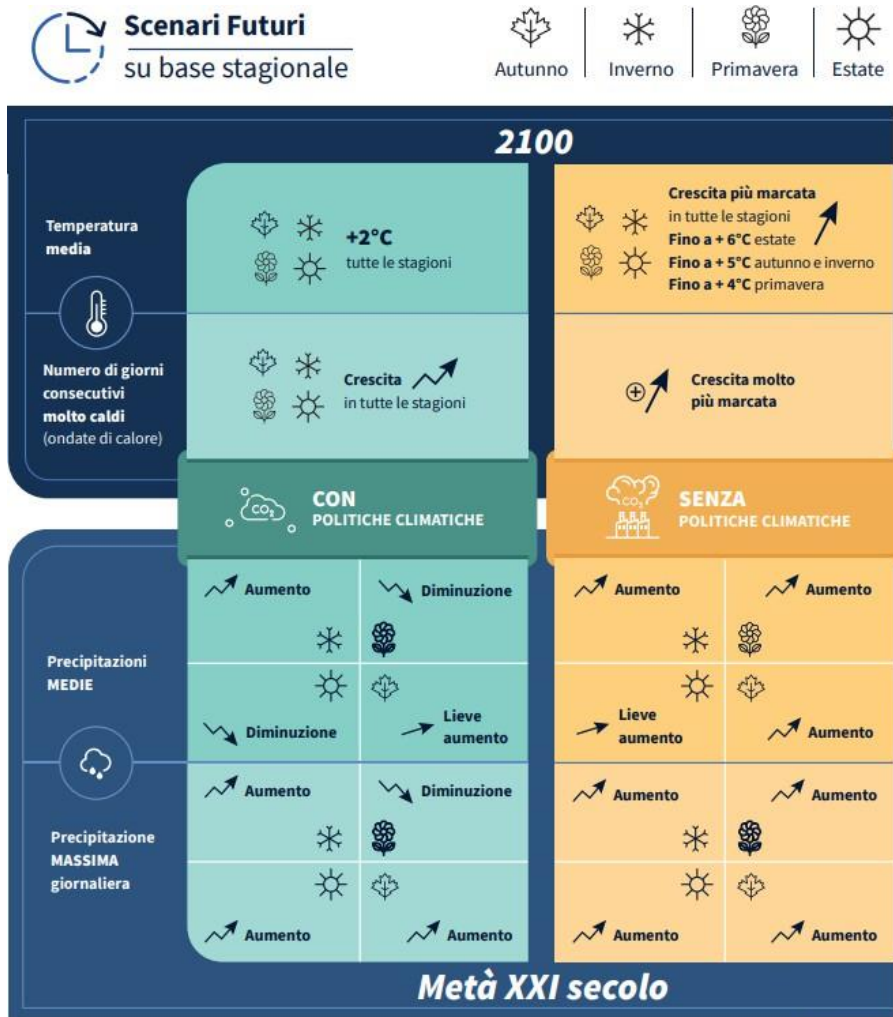 Scenari Futuri
su base stagionale
Autunno
Inverno
Primavera
Estate
2100
Temperatura
media
+2°C
tutte le stagioni
Crescita più marcata
in tutte le stagioni
Fino a + 6°C estate
Fino a + 5°C autunno e inverno
Fino a + 4°C primavera
Numero di giorni
consecutivi
molto caldi
(ondate di calore)
Crescita
in tutte le stagioni
Crescita molto
più marcata
CO2
CON
POLITICHE CLIMATICHE
CO2
SENZA
POLITICHE CLIMATICHE
Precipitazioni
MEDIE
Aumento
Diminuzione
Aumento
Aumento
Diminuzione
Lieve
aumento
Lieve
aumento
Aumento
Precipitazione
MASSIMA
giornaliera
Aumento
Diminuzione
Aumento
Aumento
Aumento
Aumento
Aumento
Aumento
Metà XXI secolo